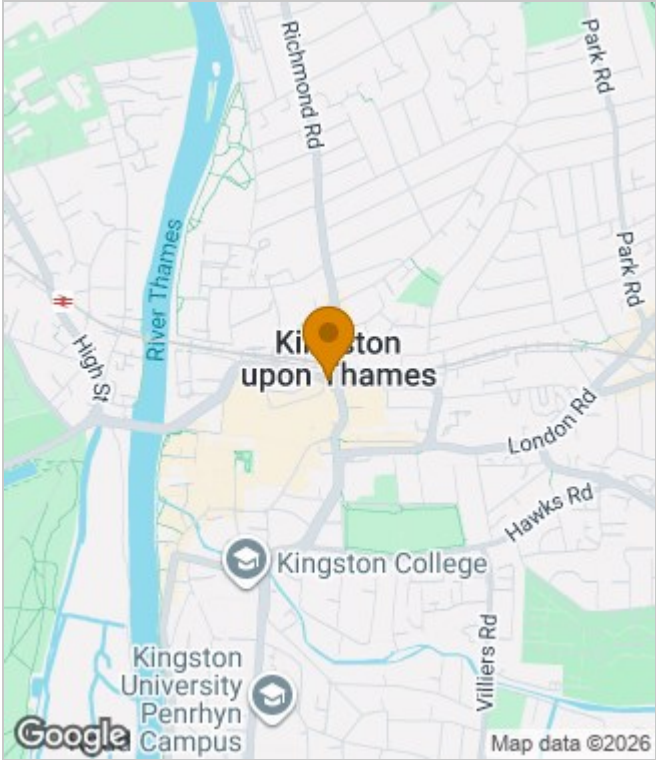 Richmond Rd
Park Rd
Park Rd
River Thames
High St
Kingston
upon Thames
London Rd
Hawks Rd
Kingston College
Villiers Rd
Kingston
University
Penrhyn
Campus
Google
Map data ©2026